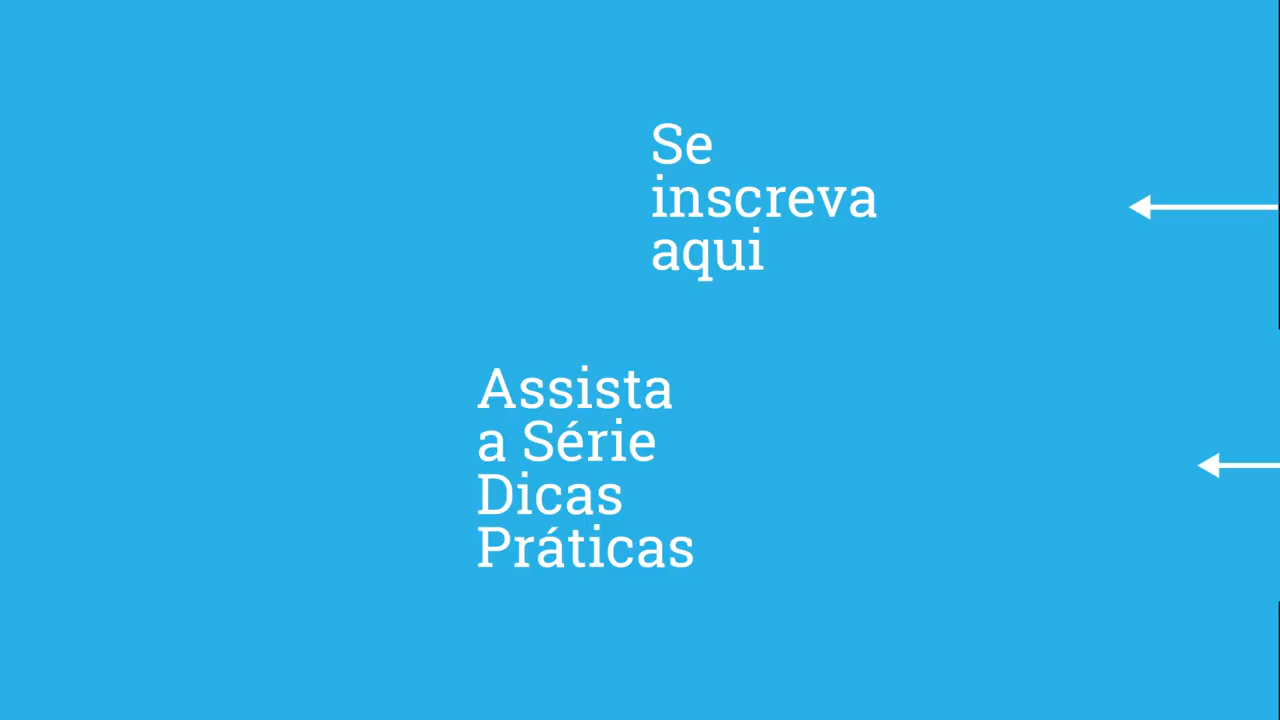 Se
inscreva
aqui
Assista
a Série
Dicas
Práticas